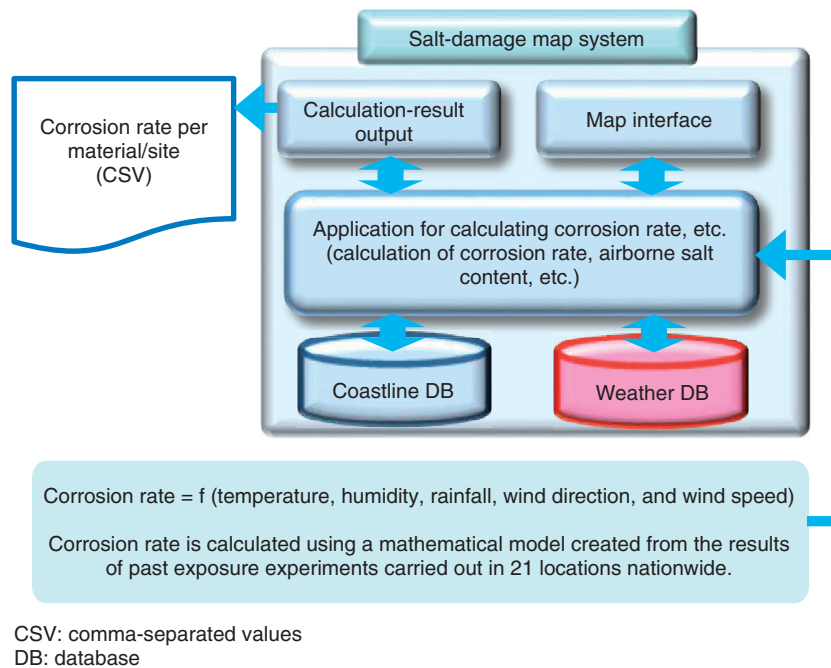 Salt-damage map system
Corrosion rate per
material/site
(CSV)
Calculation-result
output
Map interface
Application for calculating corrosion rate, etc.
(calculation of corrosion rate, airborne salt
content, etc.)
Coastline DB
Weather DB
Corrosion rate = f (temperature, humidity, rainfall, wind direction, and wind speed)
Corrosion rate is calculated using a mathematical model created from the results
of past exposure experiments carried out in 21 locations nationwide.
CSV: comma-separated values
DB: database